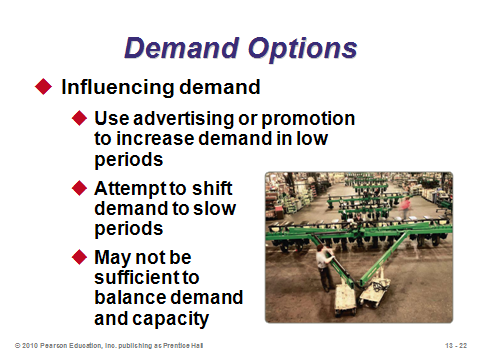 Demand Options
Influencing demand
Use advertising or promotion
to increase demand in low
periods
Attempt to shift
demand to slow
periods
May not be
sufficient to
balance demand
and capacity
© 2010 Pearson Education, Inc. publishing as Prentice Hall
13 - 22